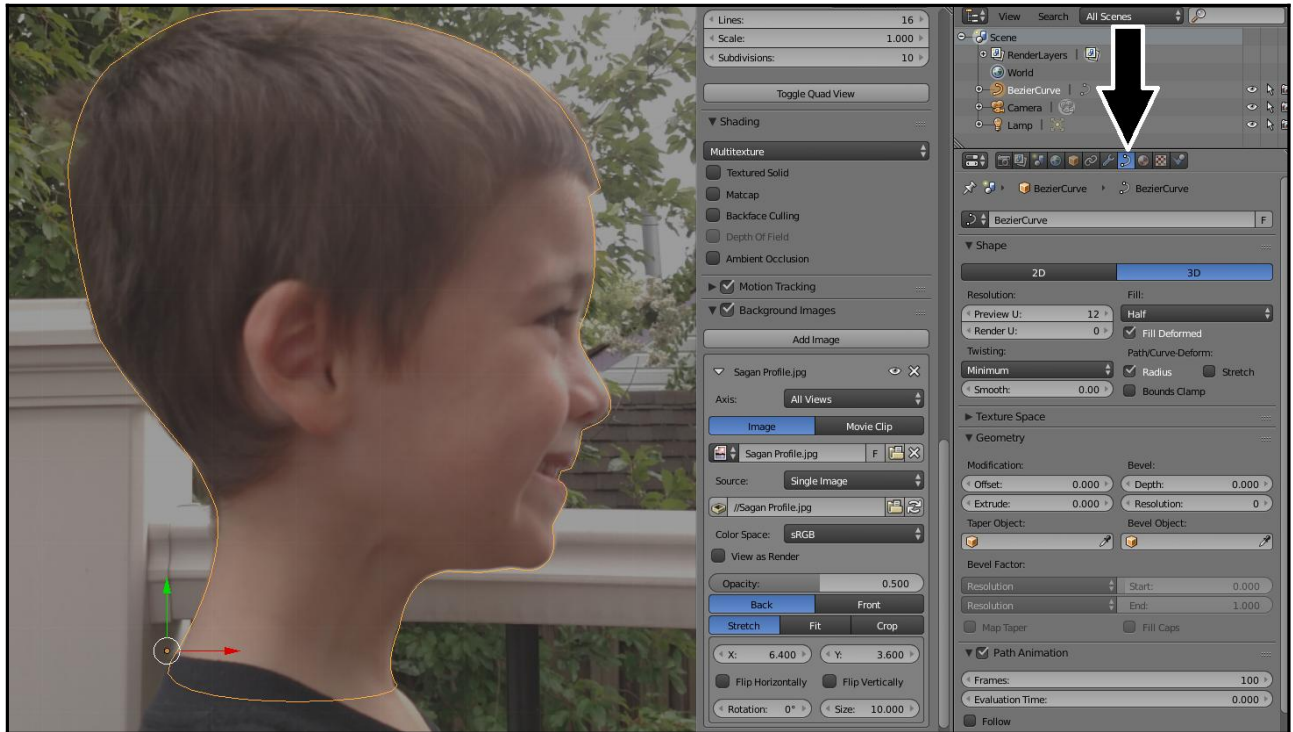 Lines: 16
Scale: 1.000
Subdivisions: 10
Toggle Quad View
Shading
Multitexture
Textured Solid
Matcap
Backface Culling
Depth Of Field
Ambient Occlusion
Motion Tracking
Background Images
Add Image
Sagan Profile.jpg
Axis: All Views
Image Movie Clip
Sagan Profile.jpg F
Source: Single Image
//Sagan Profile.jpg
Color Space: sRGB
View as Render
Opacity: 0.500
Back Front
Stretch Fit Crop
X: 6.400 Y: 3.600
Flip Horizontally Flip Vertically
Rotation: 0° Size: 10.000
View Search All Scenes
Scene
RenderLayers
World
BezierCurve
Camera
Lamp
BezierCurve BezierCurve
BezierCurve F
Shape
2D 3D
Resolution: Fill:
Preview U: 12 Half
Render U: 0 Fill Deformed
Twisting: Path/Curve-Deform:
Minimum Radius Stretch
Smooth: 0.00 Bounds Clamp
Texture Space
Geometry
Modification: Bevel:
Offset: 0.000 Depth: 0.000
Extrude: 0.000 Resolution: 0
Taper Object: Bevel Object:
Bevel Factor:
Resolution Start: 0.000
Resolution End: 1.000
Map Taper Fill Caps
Path Animation
Frames: 100
Evaluation Time: 0.000
Follow